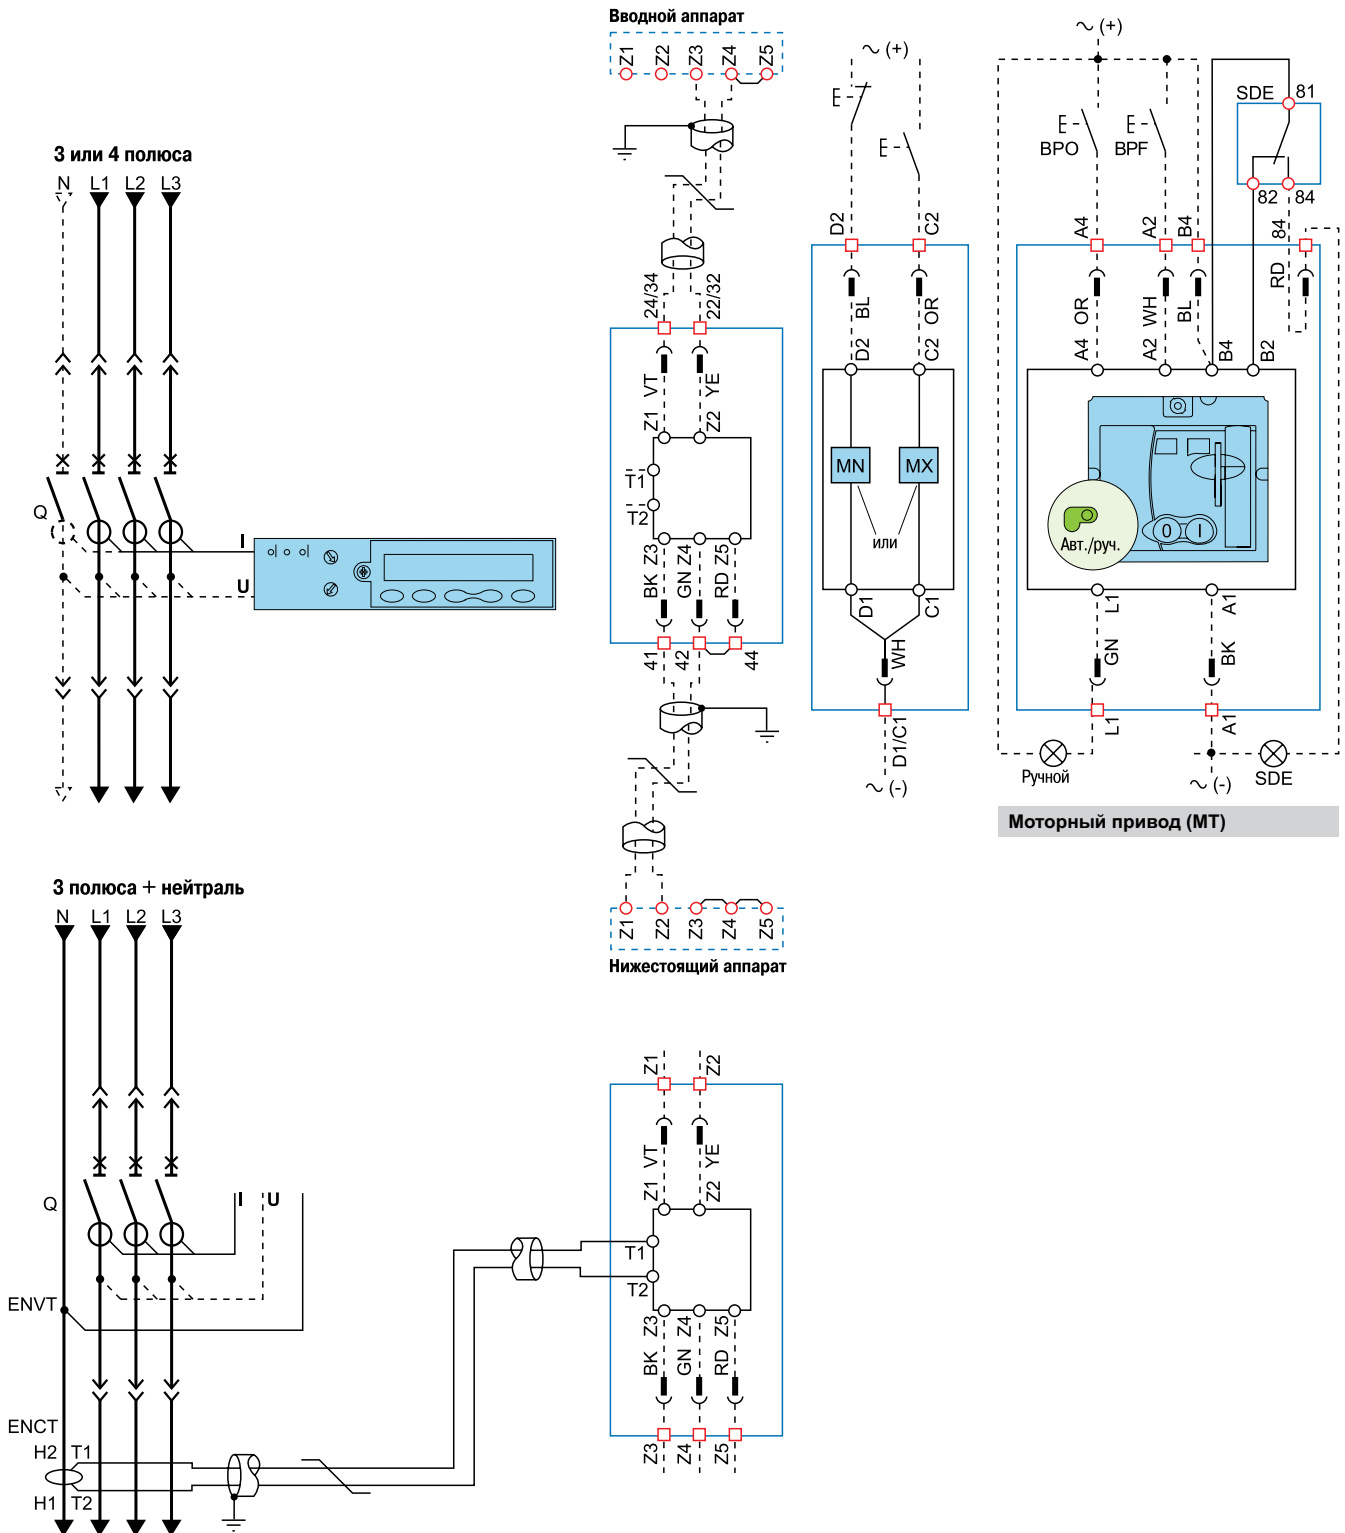 Вводной аппарат
Z1 Z2 Z3 Z4 Z5
∼ (+)
∼ (+)
SDE 81
BPO BPF
82 84
3 или 4 полюса
N L1 L2 L3
D2 C2
A4 A2 B4 84
24/34 22/32
BL OR
OR WH BL RD
D2 C2
A4 A2 B4 B2
VT YE
Z1 Z2
T1
T2
MN MX
или
Q
I
U
O I
Авт./руч.
Z3 Z4 Z5
BK GN RD
41 42 44
D1 C1
WH
D1/C1
∼ (-)
L1 A1
GN BK
L1 A1
Ручной
∼ (-)
SDE
Моторный привод (МТ)
3 полюса + нейтраль
N L1 L2 L3
Z1 Z2 Z3 Z4 Z5
Нижестоящий аппарат
Z1 Z2
VT YE
Z1 Z2
Q
I U
T1
T2
ENVT
Z3 Z4 Z5
BK GN RD
ENCT
H2 T1
H1 T2
Z3 Z4 Z5